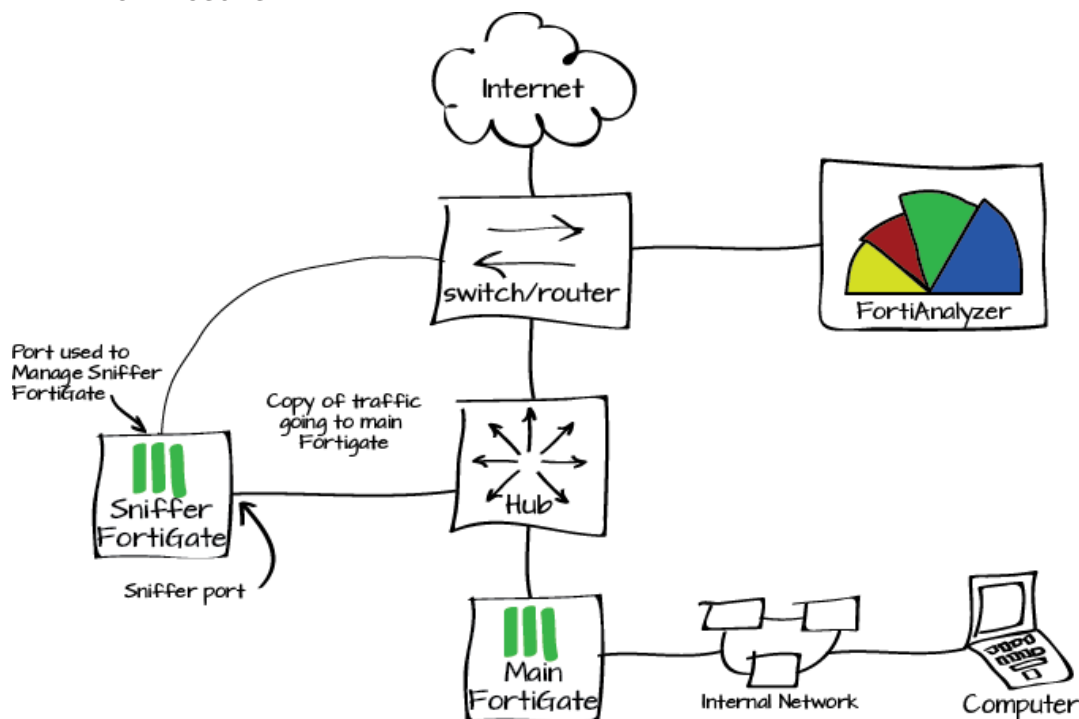 Internet
switch/router
FortiAnalyzer
Port used to
Manage Sniffer
FortiGate
Copy of traffic
going to main
Fortigate
Hub
Sniffer
FortiGate
Sniffer port
Main
FortiGate
Internal Network
Computer